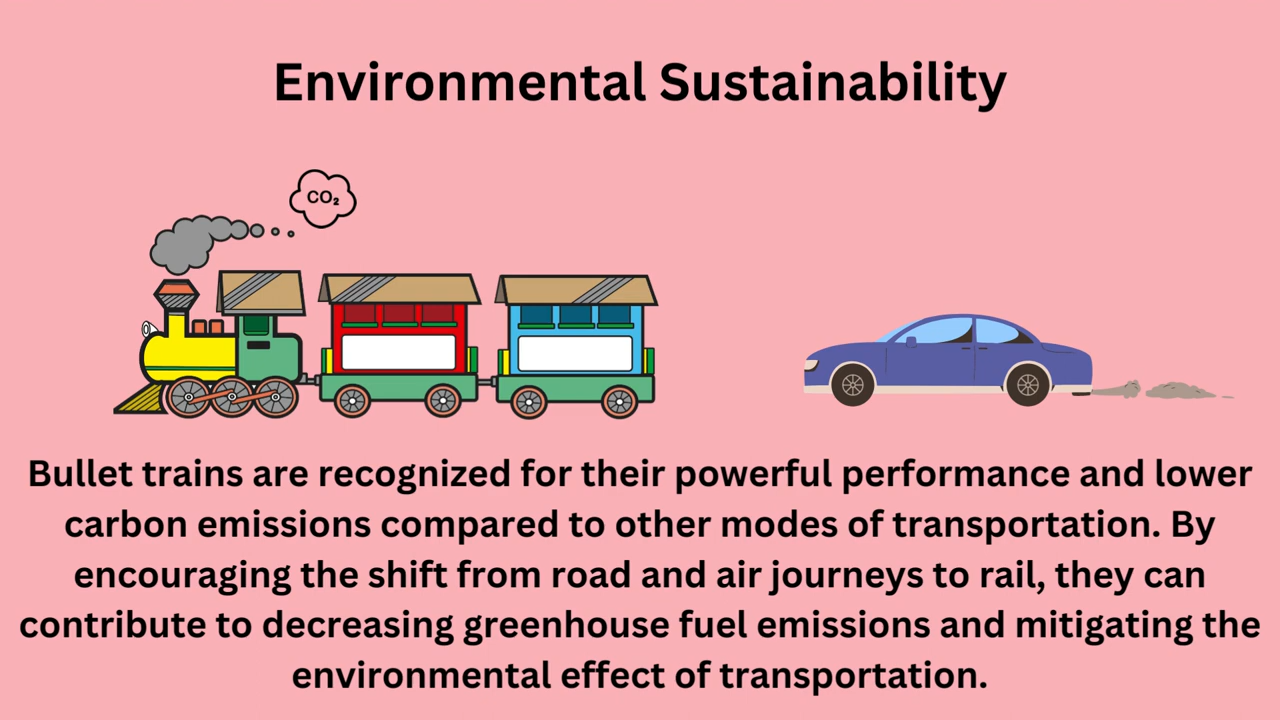 Environmental Sustainability
CO₂
Bullet trains are recognized for their powerful performance and lower
carbon emissions compared to other modes of transportation. By
encouraging the shift from road and air journeys to rail, they can
contribute to decreasing greenhouse fuel emissions and mitigating the
environmental effect of transportation.